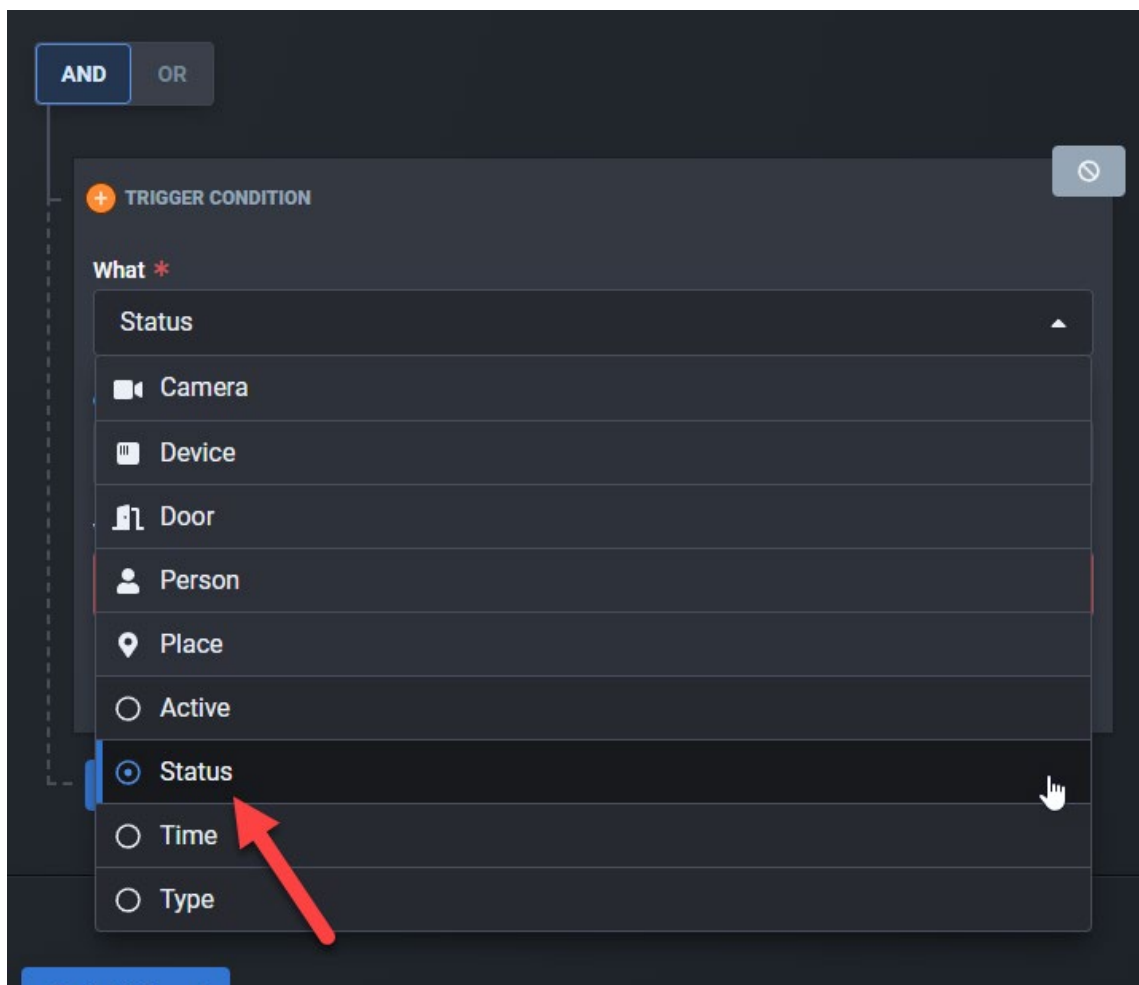 AND OR
TRIGGER CONDITION
What *
Status
Camera
Device
Door
Person
Place
Active
Status
Time
Type